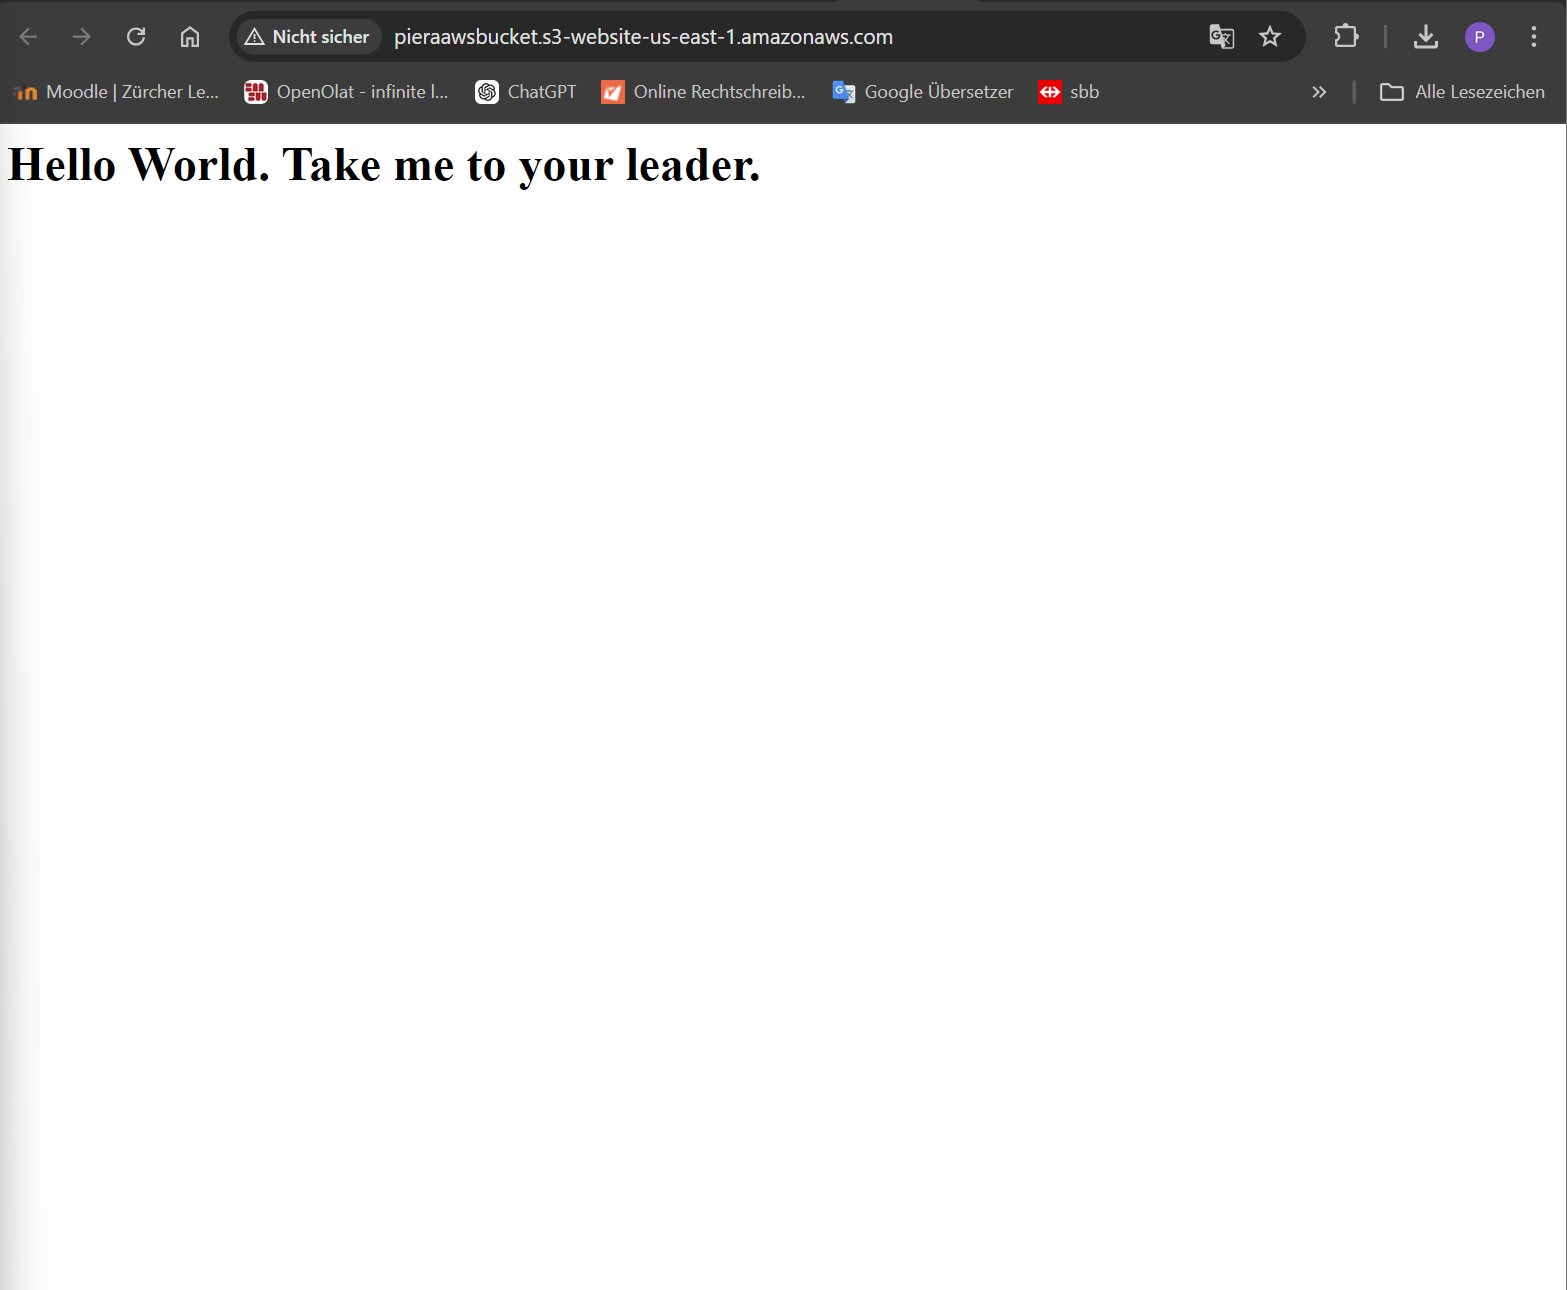 Nicht sicher pieraawsbucket.s3-website-us-east-1.amazonaws.com P
Moodle | Zürcher Le... OpenOlat - infinite l... ChatGPT Online Rechtschreib... Google Übersetzer sbb » Alle Lesezeichen
Hello World. Take me to your leader.